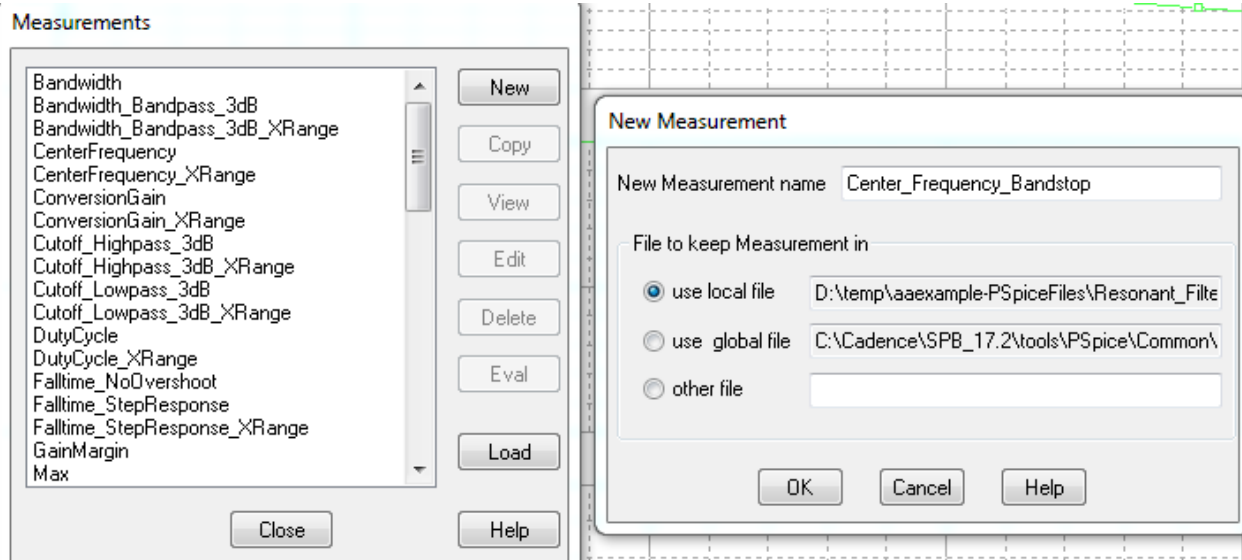 Measurements
Bandwidth
Bandwidth_Bandpass_3dB
Bandwidth_Bandpass_3dB_XRange
CenterFrequency
CenterFrequency_XRange
ConversionGain
ConversionGain_XRange
Cutoff_Highpass_3dB
Cutoff_Highpass_3dB_XRange
Cutoff_Lowpass_3dB
Cutoff_Lowpass_3dB_XRange
DutyCycle
DutyCycle_XRange
Falltime_NoOvershoot
Falltime_StepResponse
Falltime_StepResponse_XRange
GainMargin
Max
New
Copy
View
Edit
Delete
Eval
Load
Close
Help
New Measurement
New Measurement name Center_Frequency_Bandstop
File to keep Measurement in
use local file D:\temp\aaexample-PSpiceFiles\Resonant_Filte
use global file C:\Cadence\SPB_17.2\tools\PSpice\Common\
other file
OK Cancel Help